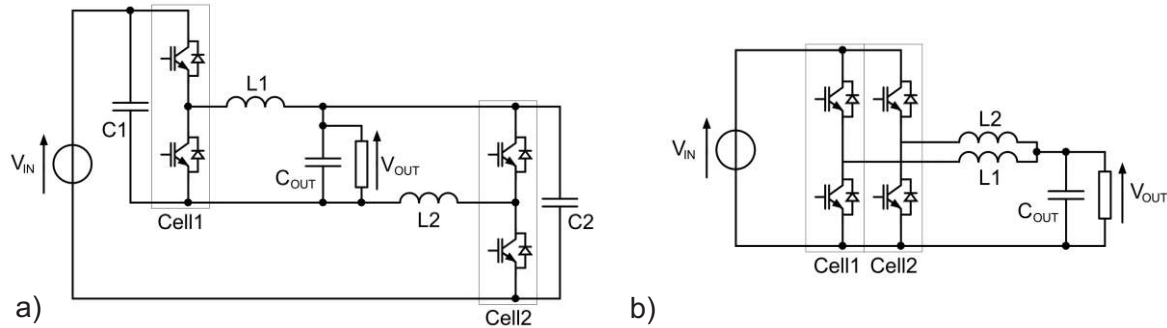 L1
C1
V_IN
C_OUT
V_OUT
L2
C2
Cell1
Cell2
a)
V_IN
L2
L1
C_OUT
V_OUT
Cell1 Cell2
b)